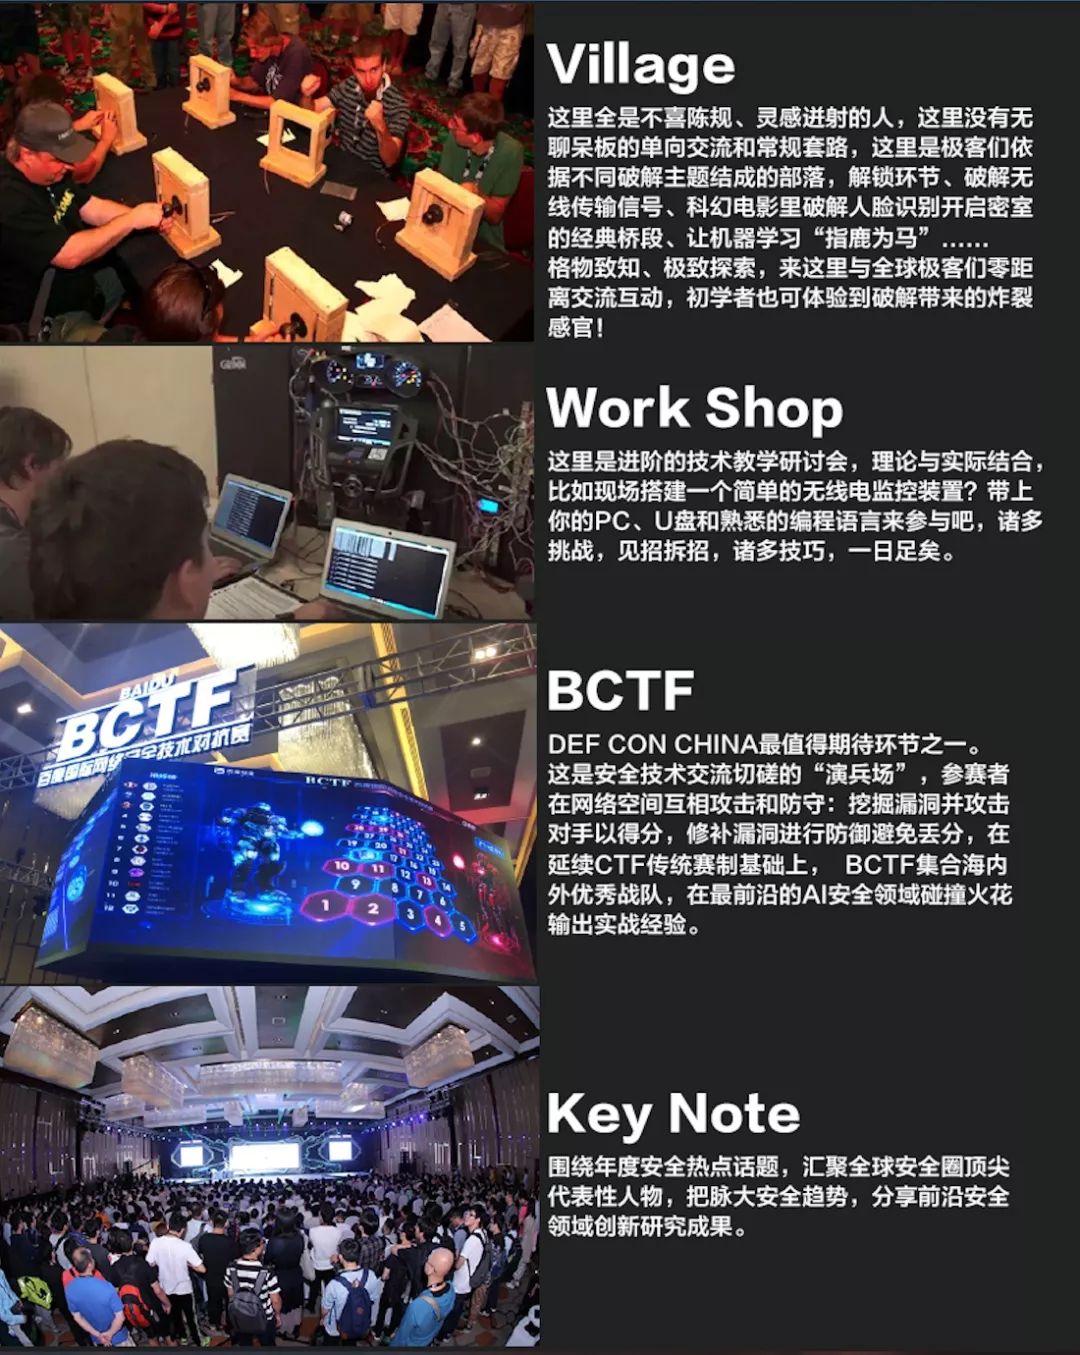 Village
这里全是不喜陈规、灵感迸射的人，这里没有无
聊呆板的单向交流和常规套路，这里是极客们依
据不同破解主题结成的部落，解锁环节、破解无
线传输信号、科幻电影里破解人脸识别开启密室
的经典桥段、让机器学习“指鹿为马”……
格物致知、极致探索，来这里与全球极客们零距
离交流互动，初学者也可体验到破解带来的炸裂
感官！
Work Shop
这里是进阶的技术教学研讨会，理论与实际结合，
比如现场搭建一个简单的无线电监控装置？带上
你的PC、U盘和熟悉的编程语言来参与吧，诸多
挑战，见招拆招，诸多技巧，一日足矣。
BAIDU
BCTF
百度国际网络安全技术对抗赛
BCTF
BCTF
DEF CON CHINA最值得期待环节之一。
这是安全技术交流切磋的“演兵场”，参赛者
在网络空间互相攻击和防守：挖掘漏洞并攻击
对手以得分，修补漏洞进行防御避免丢分，在
延续CTF传统赛制基础上， BCTF集合海内
外优秀战队，在最前沿的AI安全领域碰撞火花
输出实战经验。
Key Note
围绕年度安全热点话题，汇聚全球安全圈顶尖
代表性人物，把脉大安全趋势，分享前沿安全
领域创新研究成果。